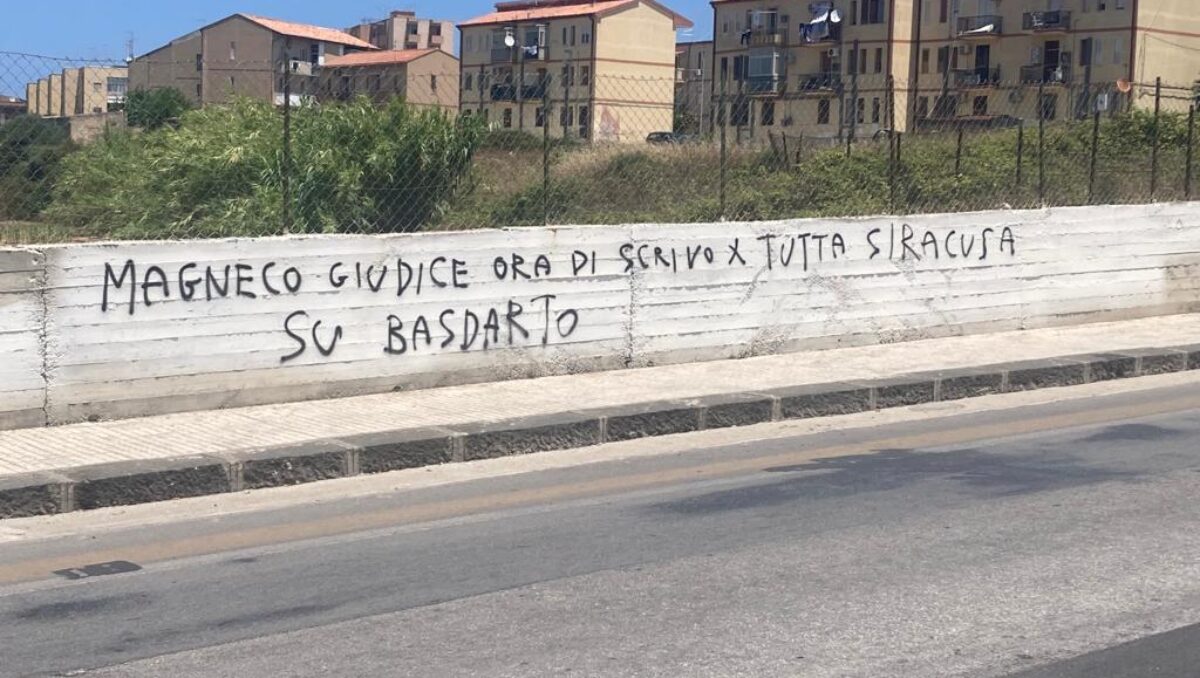 MAGNECO GIUDICE ORA DI SCRIVO X TUTTA SIRACUSA
SU BASDARTO